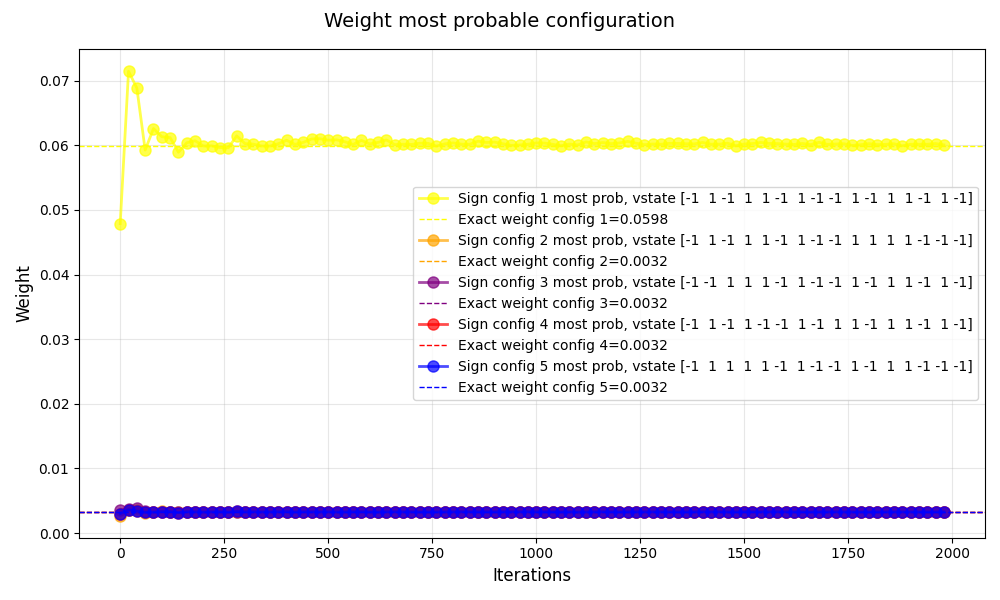 Weight most probable configuration
Weight
0.07
0.06
0.05
0.04
0.03
0.02
0.01
0.00
Sign config 1 most prob, vstate [-1  1 -1  1  1 -1  1 -1 -1  1 -1  1  1 -1  1 -1]
Exact weight config 1=0.0598
Sign config 2 most prob, vstate [-1  1 -1  1  1 -1  1 -1 -1  1  1  1  1 -1 -1 -1]
Exact weight config 2=0.0032
Sign config 3 most prob, vstate [-1 -1  1  1  1 -1  1 -1 -1  1 -1  1  1 -1  1 -1]
Exact weight config 3=0.0032
Sign config 4 most prob, vstate [-1  1 -1  1 -1 -1  1 -1  1  1 -1  1  1 -1  1 -1]
Exact weight config 4=0.0032
Sign config 5 most prob, vstate [-1  1  1  1  1 -1  1 -1 -1  1 -1  1  1 -1 -1 -1]
Exact weight config 5=0.0032
0 250 500 750 1000 1250 1500 1750 2000
Iterations